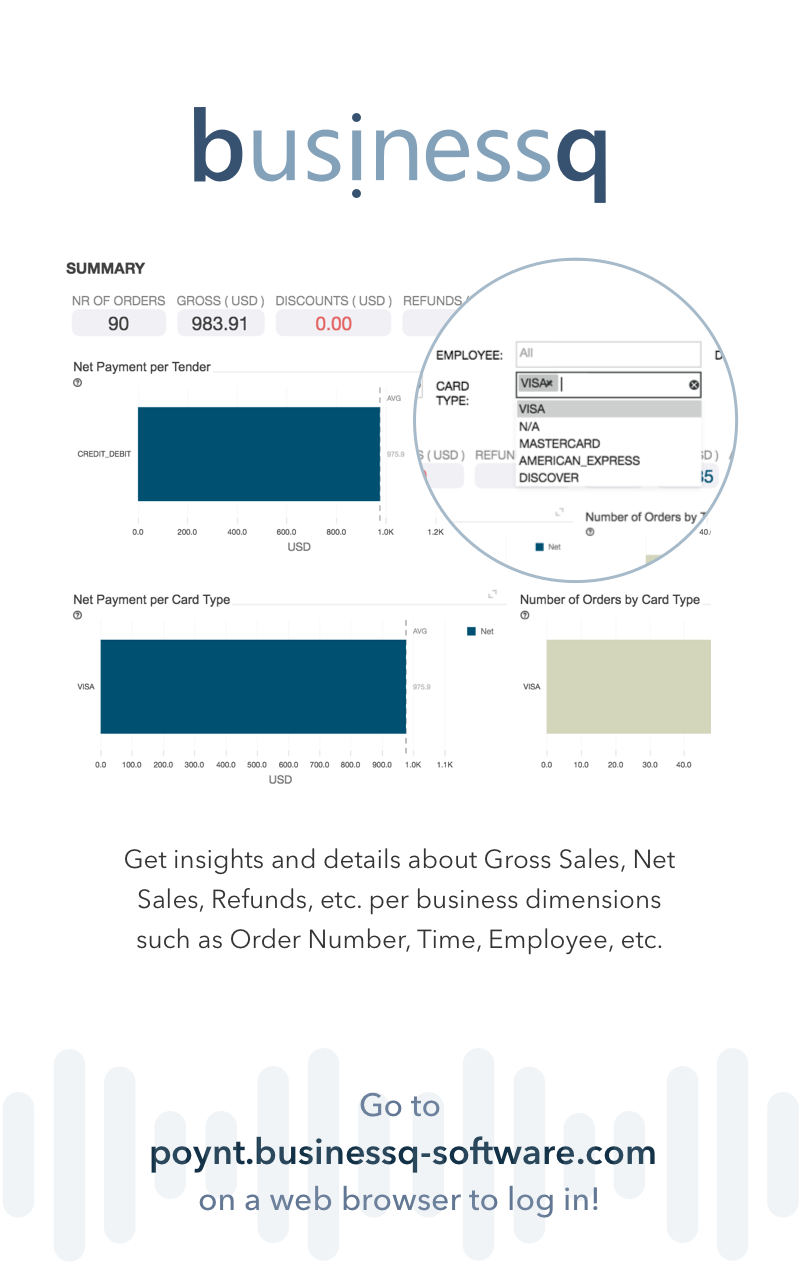 businessq
SUMMARY
NR OF ORDERS GROSS ( USD ) DISCOUNTS ( USD ) REFUNDS
90 983.91 0.00
Net Payment per Tender
AVG
CREDIT_DEBIT
975.9
0.0 200.0 400.0 600.0 800.0 1.0K 1.2K
USD
EMPLOYEE: All
CARD TYPE: VISA×
VISA
N/A
MASTERCARD
AMERICAN_EXPRESS
DISCOVER
( USD ) REFUN
Number of Orders by
Net
40.
Net Payment per Card Type
AVG
Net
VISA
975.9
0.0 100.0 200.0 300.0 400.0 500.0 600.0 700.0 800.0 900.0 1.0K 1.1K
USD
Number of Orders by Card Type
VISA
0.0 10.0 20.0 30.0 40.0
Get insights and details about Gross Sales, Net
Sales, Refunds, etc. per business dimensions
such as Order Number, Time, Employee, etc.
Go to
poynt.businessq-software.com
on a web browser to log in!